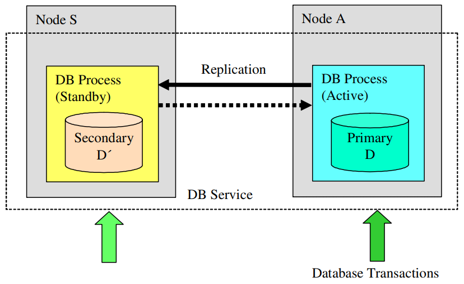 Node S
Node A
DB Process
(Standby)
Replication
DB Process
(Active)
Secondary
D´
Primary
D
DB Service
Database Transactions